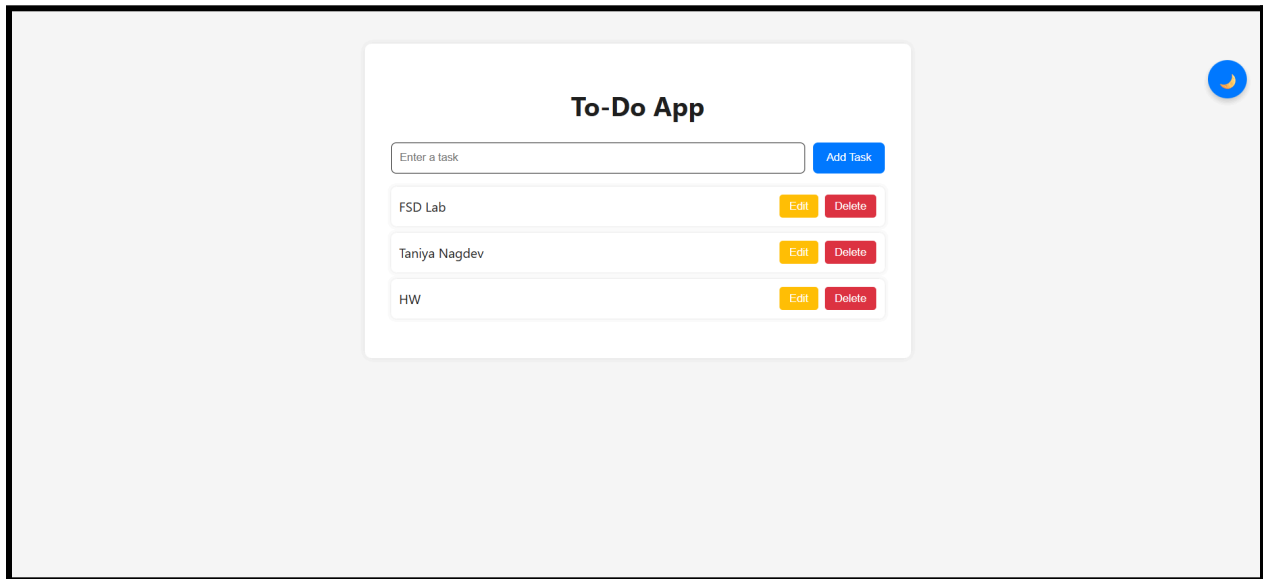 To-Do App
Enter a task Add Task
FSD Lab Edit Delete
Taniya Nagdev Edit Delete
HW Edit Delete